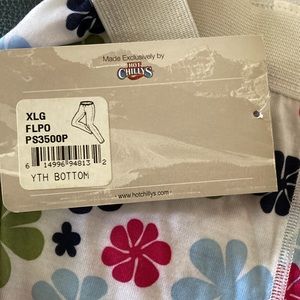 Made Exclusively by
HOT
CHILLYS
XLG
FLPO
PS3500P
6 14996 94813 2
YTH BOTTOM
www.hotchillys.com